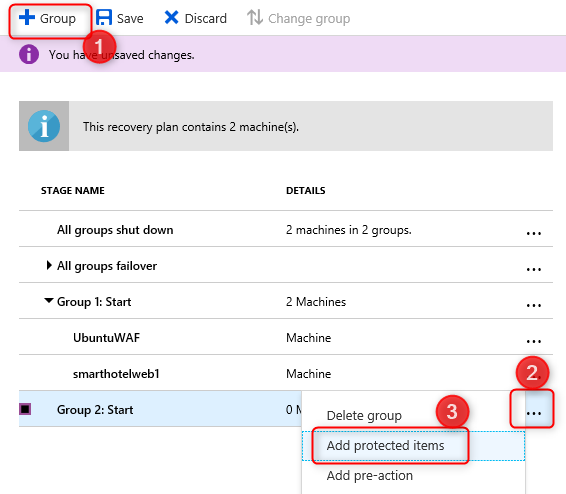 Group Save Discard Change group
1
You have unsaved changes.
This recovery plan contains 2 machine(s).
STAGE NAME DETAILS
All groups shut down 2 machines in 2 groups. ...
All groups failover ...
Group 1: Start 2 Machines ...
UbuntuWAF Machine ...
smarthotelweb1 Machine
2
Group 2: Start 0 M ...
Delete group 3
Add protected items
Add pre-action